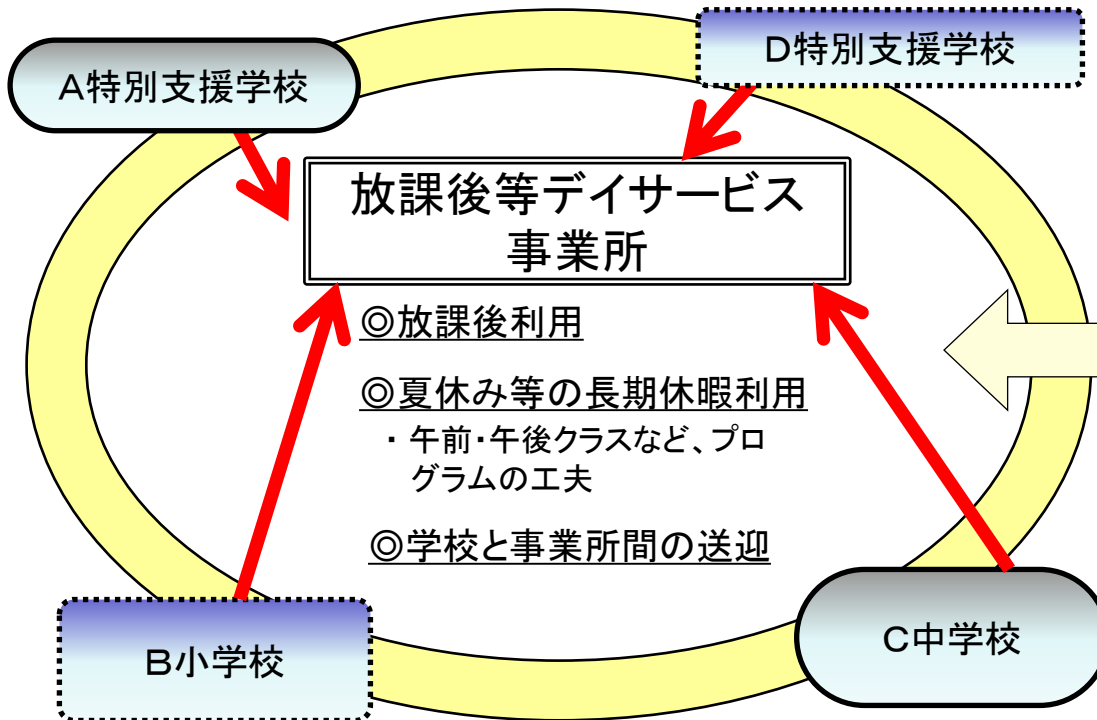 A特別支援学校
D特別支援学校
放課後等デイサービス
事業所
◎放課後利用
◎夏休み等の長期休暇利用
・ 午前・午後クラスなど、プロ
グラムの工夫
◎学校と事業所間の送迎
B小学校
C中学校